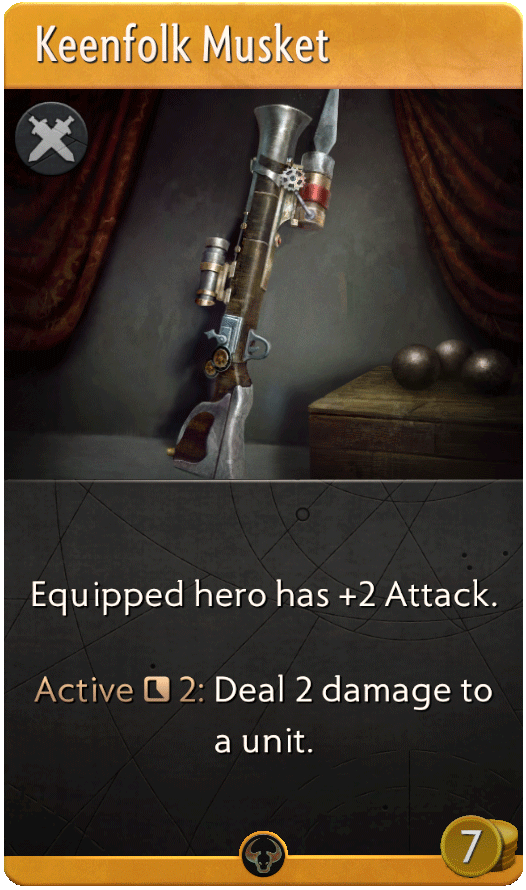 Keenfolk Musket
Equipped hero has +2 Attack.
Active 2: Deal 2 damage to
a unit.
7